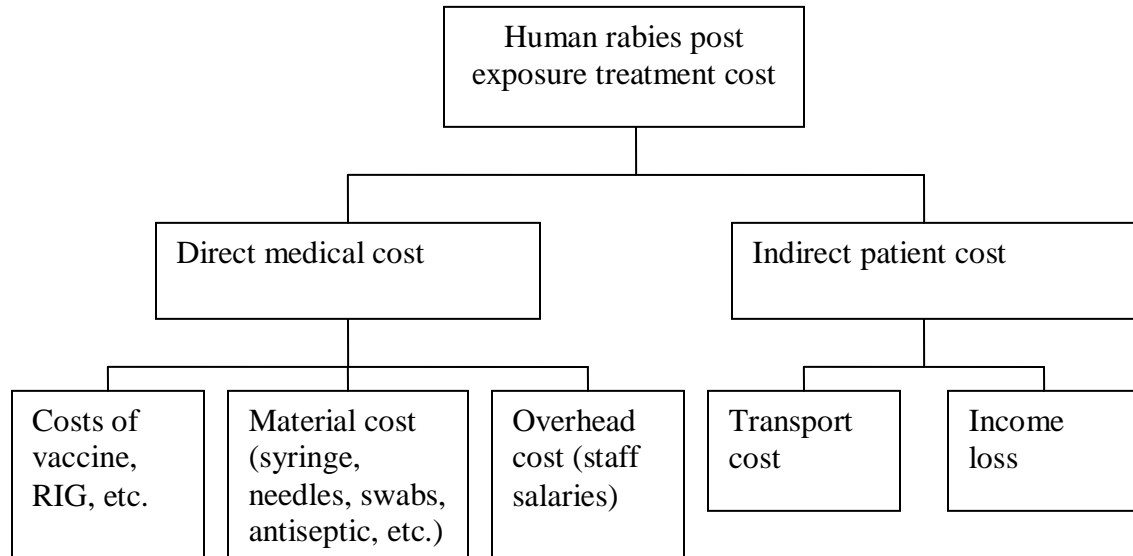 Human rabies post
exposure treatment cost
Direct medical cost
Indirect patient cost
Costs of
vaccine,
RIG, etc.
Material cost
(syringe,
needles, swabs,
antiseptic, etc.)
Overhead
cost (staff
salaries)
Transport
cost
Income
loss